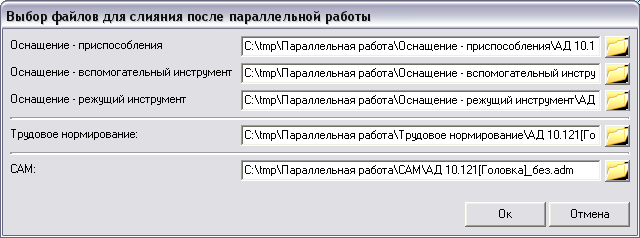 Выбор файлов для слияния после параллельной работы
Оснащение - приспособления C:\tmp\Параллельная работа\Оснащение - приспособления\АД 10.1
Оснащение - вспомогательный инструмент C:\tmp\Параллельная работа\Оснащение - вспомогательный инстру
Оснащение - режущий инструмент C:\tmp\Параллельная работа\Оснащение - режущий инструмент\АД
Трудовое нормирование: C:\tmp\Параллельная работа\Трудовое нормирование\АД 10.121[Го
САМ: C:\tmp\Параллельная работа\САМ\АД 10.121[Головка]_без.adm
Ок Отмена